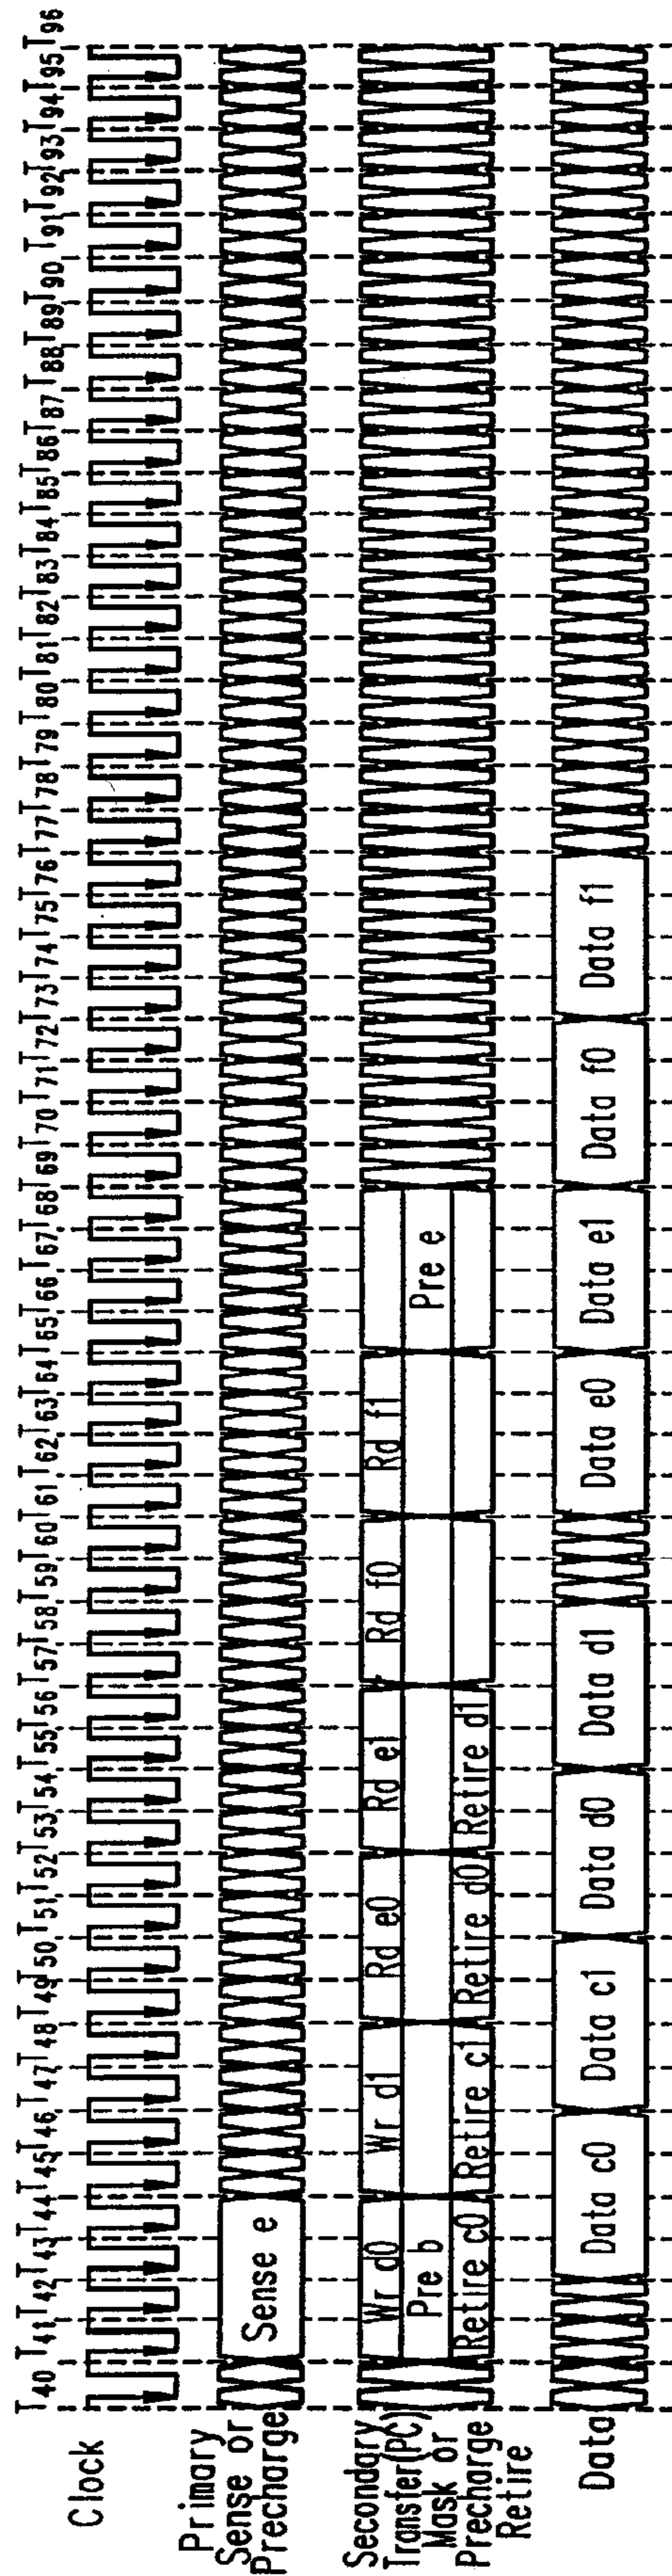 T40 T41 T42 T43 T44 T45 T46 T47 T48 T49 T50 T51 T52 T53 T54 T55 T56 T57 T58 T59 T60 T61 T62 T63 T64 T65 T66 T67 T68 T69 T70 T71 T72 T73 T74 T75 T76 T77 T78 T79 T80 T81 T82 T83 T84 T85 T86 T87 T88 T89 T90 T91 T92 T93 T94 T95 T96
Clock
Primary
Sense or
Precharge
Sense e
Secondary
Transfer(PC)
Mask or
Precharge
Retire
Wr d0 Wr d1 Rd e0 Rd e1 Rd f0 Rd f1
Pre b Pre e
Retire c0 Retire c1 Retire d0 Retire d1
Data
Data c0 Data c1 Data d0 Data d1 Data e0 Data e1 Data f0 Data f1